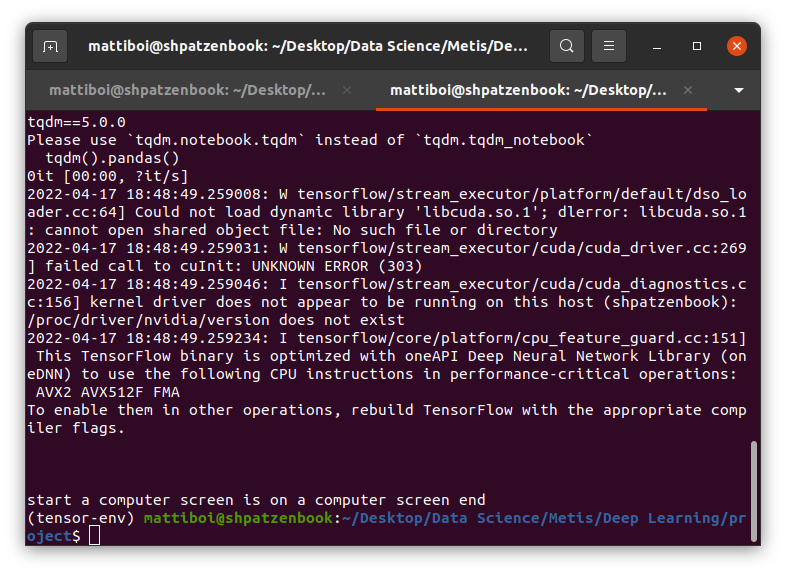 mattiboi@shpatzenbook: ~/Desktop/Data Science/Metis/De...
mattiboi@shpatzenbook: ~/Desktop/...
mattiboi@shpatzenbook: ~/Desktop/...
tqdm==5.0.0
Please use `tqdm.notebook.tqdm` instead of `tqdm.tqdm_notebook`
  tqdm().pandas()
0it [00:00, ?it/s]
2022-04-17 18:48:49.259008: W tensorflow/stream_executor/platform/default/dso_lo
ader.cc:64] Could not load dynamic library 'libcuda.so.1'; dlerror: libcuda.so.1
: cannot open shared object file: No such file or directory
2022-04-17 18:48:49.259031: W tensorflow/stream_executor/cuda/cuda_driver.cc:269
] failed call to cuInit: UNKNOWN ERROR (303)
2022-04-17 18:48:49.259046: I tensorflow/stream_executor/cuda/cuda_diagnostics.c
c:156] kernel driver does not appear to be running on this host (shpatzenbook):
/proc/driver/nvidia/version does not exist
2022-04-17 18:48:49.259234: I tensorflow/core/platform/cpu_feature_guard.cc:151]
 This TensorFlow binary is optimized with oneAPI Deep Neural Network Library (on
eDNN) to use the following CPU instructions in performance-critical operations:
 AVX2 AVX512F FMA
To enable them in other operations, rebuild TensorFlow with the appropriate comp
iler flags.
start a computer screen is on a computer screen end
(tensor-env) mattiboi@shpatzenbook:~/Desktop/Data Science/Metis/Deep Learning/pr
oject$